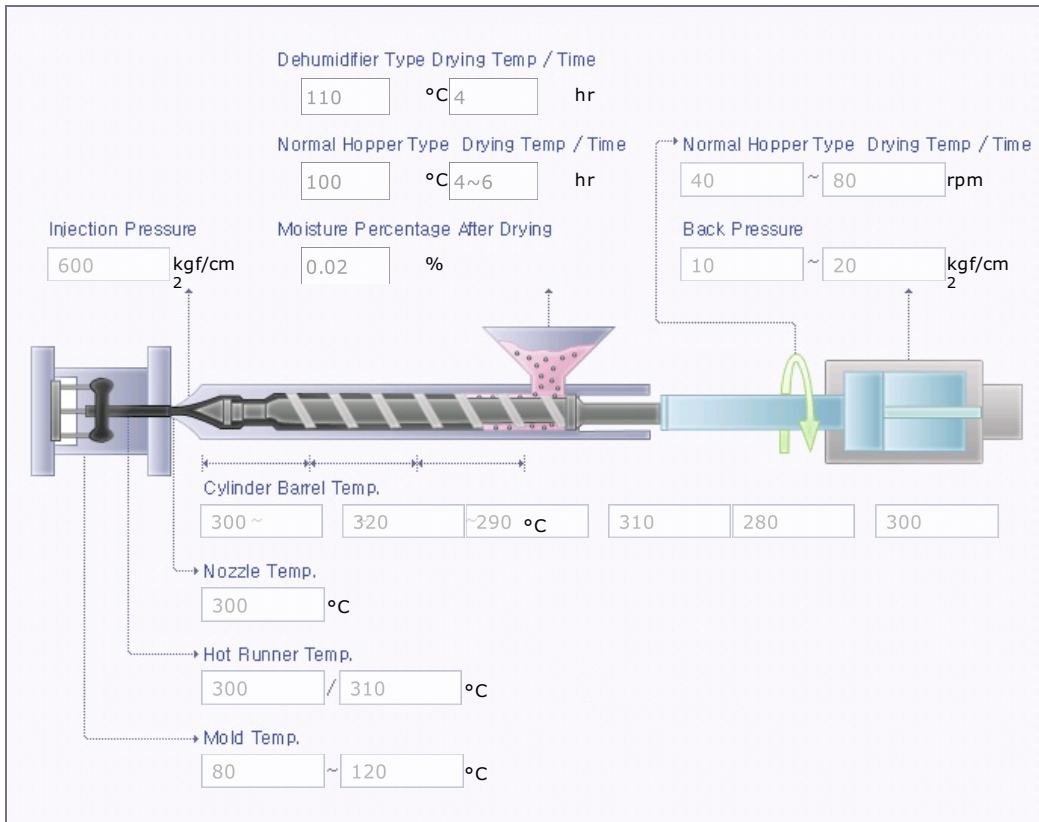 Dehumidifier Type Drying Temp / Time
110 °C 4 hr
Normal Hopper Type Drying Temp / Time
100 °C 4~6 hr
Normal Hopper Type Drying Temp / Time
40 ~ 80 rpm
Injection Pressure
600 kgf/cm
2
Moisture Percentage After Drying
0.02 %
Back Pressure
10 ~ 20 kgf/cm
2
Cylinder Barrel Temp.
300 ~ 320 ~ 290 °C 310 280 300
Nozzle Temp.
300 °C
Hot Runner Temp.
300 / 310 °C
Mold Temp.
80 ~ 120 °C